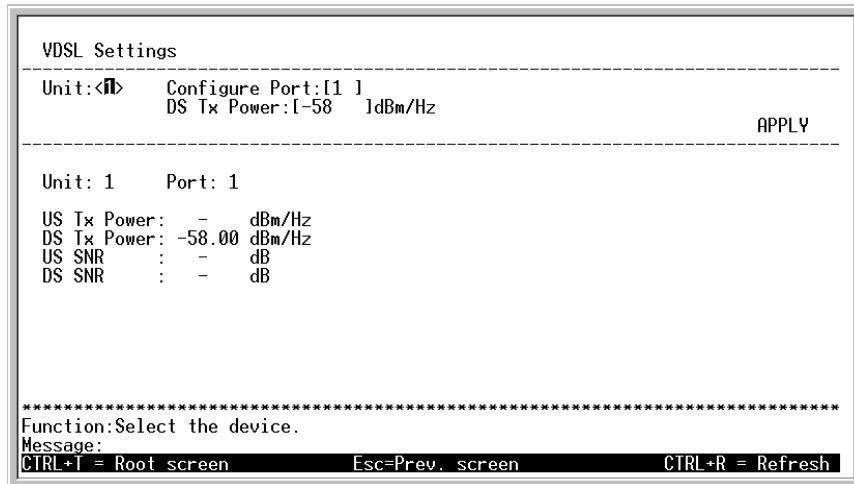 VDSL Settings
Unit:<1>    Configure Port:[1 ]
DS Tx Power:[-58   ]dBm/Hz
APPLY
Unit: 1     Port: 1
US Tx Power:   -    dBm/Hz
DS Tx Power: -58.00 dBm/Hz
US SNR     :   -    dB
DS SNR     :   -    dB
*******************************************************************************
Function:Select the device.
Message:
CTRL+T = Root screen            Esc=Prev. screen              CTRL+R = Refresh